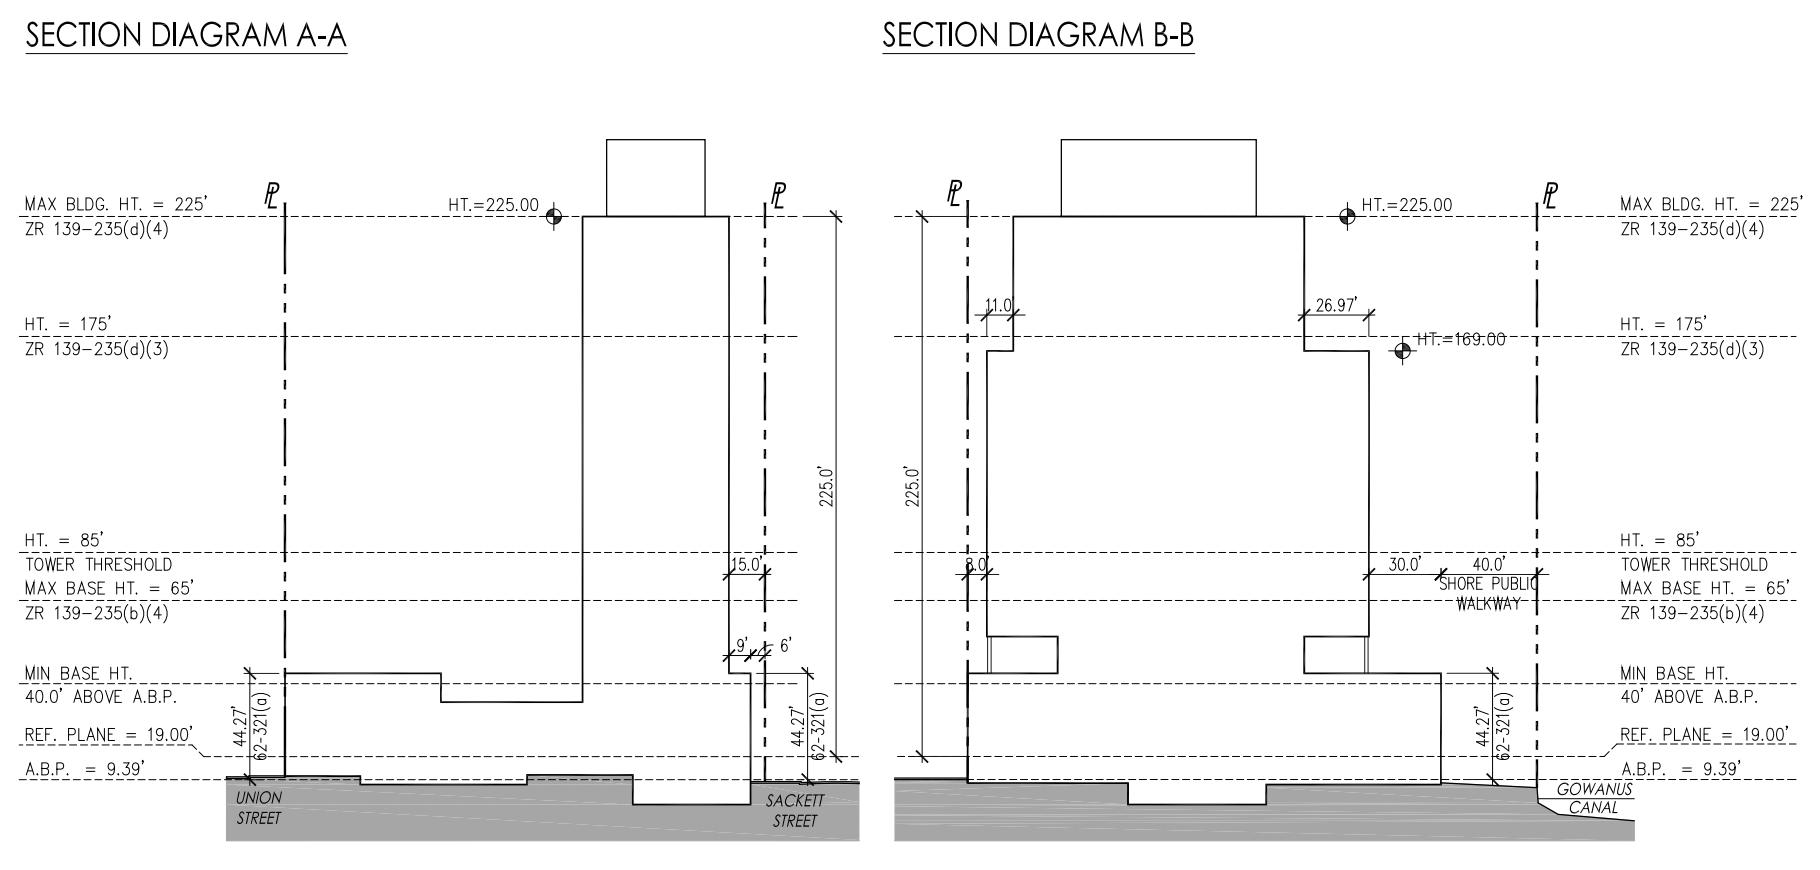 SECTION DIAGRAM A-A
SECTION DIAGRAM B-B
MAX BLDG. HT. = 225'
ZR 139-235(d)(4)
HT. = 175'
ZR 139-235(d)(3)
HT. = 85'
TOWER THRESHOLD
MAX BASE HT. = 65'
ZR 139-235(b)(4)
MIN BASE HT.
40.0' ABOVE A.B.P.
REF. PLANE = 19.00'
A.B.P. = 9.39'
PL
HT.=225.00
PL
225.0'
15.0'
9'
6'
44.27'
62-321(a)
44.27'
62-321(a)
UNION
STREET
SACKETT
STREET
PL
HT.=225.00
PL
11.0'
26.97'
HT.=169.00
225.0'
8.0'
30.0'
40.0'
SHORE PUBLIC
WALKWAY
44.27'
62-321(a)
GOWANUS
CANAL
MAX BLDG. HT. = 225'
ZR 139-235(d)(4)
HT. = 175'
ZR 139-235(d)(3)
HT. = 85'
TOWER THRESHOLD
MAX BASE HT. = 65'
ZR 139-235(b)(4)
MIN BASE HT.
40' ABOVE A.B.P.
REF. PLANE = 19.00'
A.B.P. = 9.39'